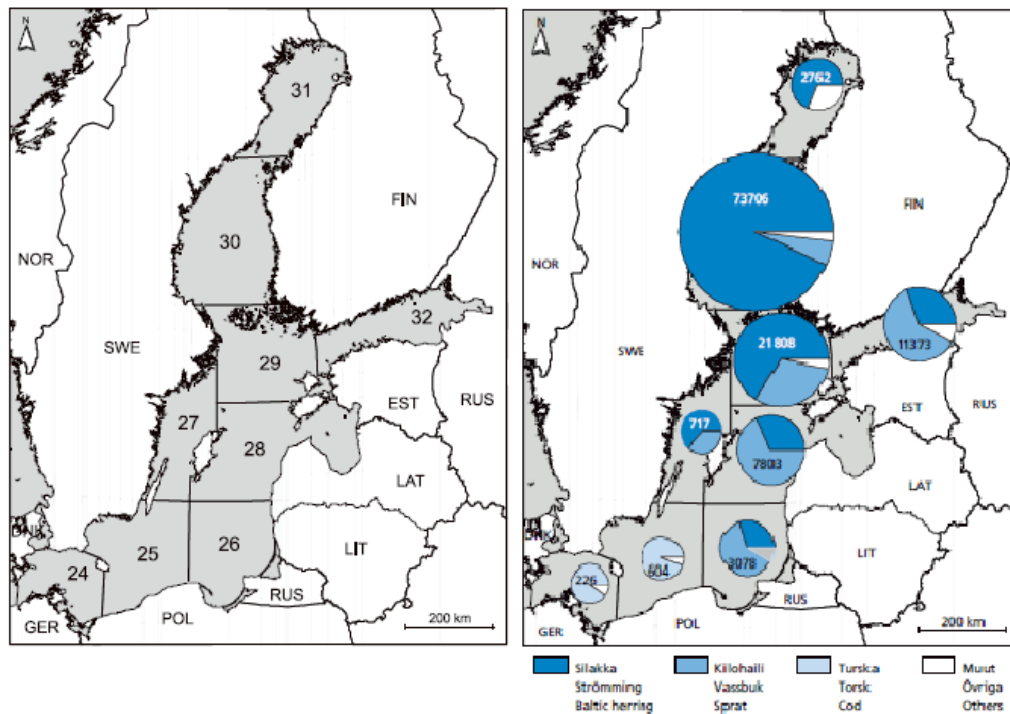 N
31
30
FIN
NOR
32
SWE
29
EST
RUS
27
28
LAT
DNK
25
26
LIT
24
RUS
GER
POL
200 km
N
2762
73706
FIN
NOR
11373
SWE
21 808
EST
RUS
717
7803
LAT
DNK
604
3078
LIT
226
RUS
GER
POL
200 km
Silakka Kiilohaili Turska Muut
Strömming Vassbuk Torsk Övriga
Baltic herring Sprat Cod Others